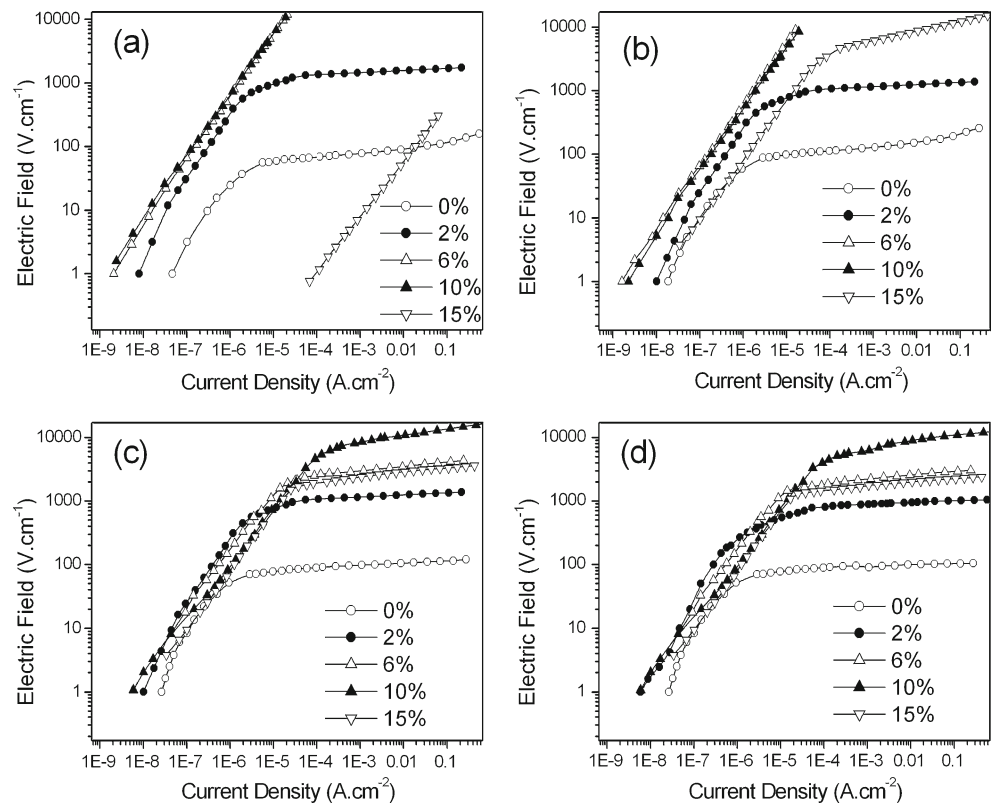 (a)
Electric Field (V.cm-1)
10000
1000
100
10
1
0%
2%
6%
10%
15%
1E-9 1E-8 1E-7 1E-6 1E-5 1E-4 1E-3 0.01 0.1
Current Density (A.cm-2)
(b)
Electric Field (V.cm-1)
10000
1000
100
10
1
0%
2%
6%
10%
15%
1E-9 1E-8 1E-7 1E-6 1E-5 1E-4 1E-3 0.01 0.1
Current Density (A.cm-2)
(c)
Electric Field (V.cm-1)
10000
1000
100
10
1
0%
2%
6%
10%
15%
1E-9 1E-8 1E-7 1E-6 1E-5 1E-4 1E-3 0.01 0.1
Current Density (A.cm-2)
(d)
Electric Field (V.cm-1)
10000
1000
100
10
1
0%
2%
6%
10%
15%
1E-9 1E-8 1E-7 1E-6 1E-5 1E-4 1E-3 0.01 0.1
Current Density (A.cm-2)